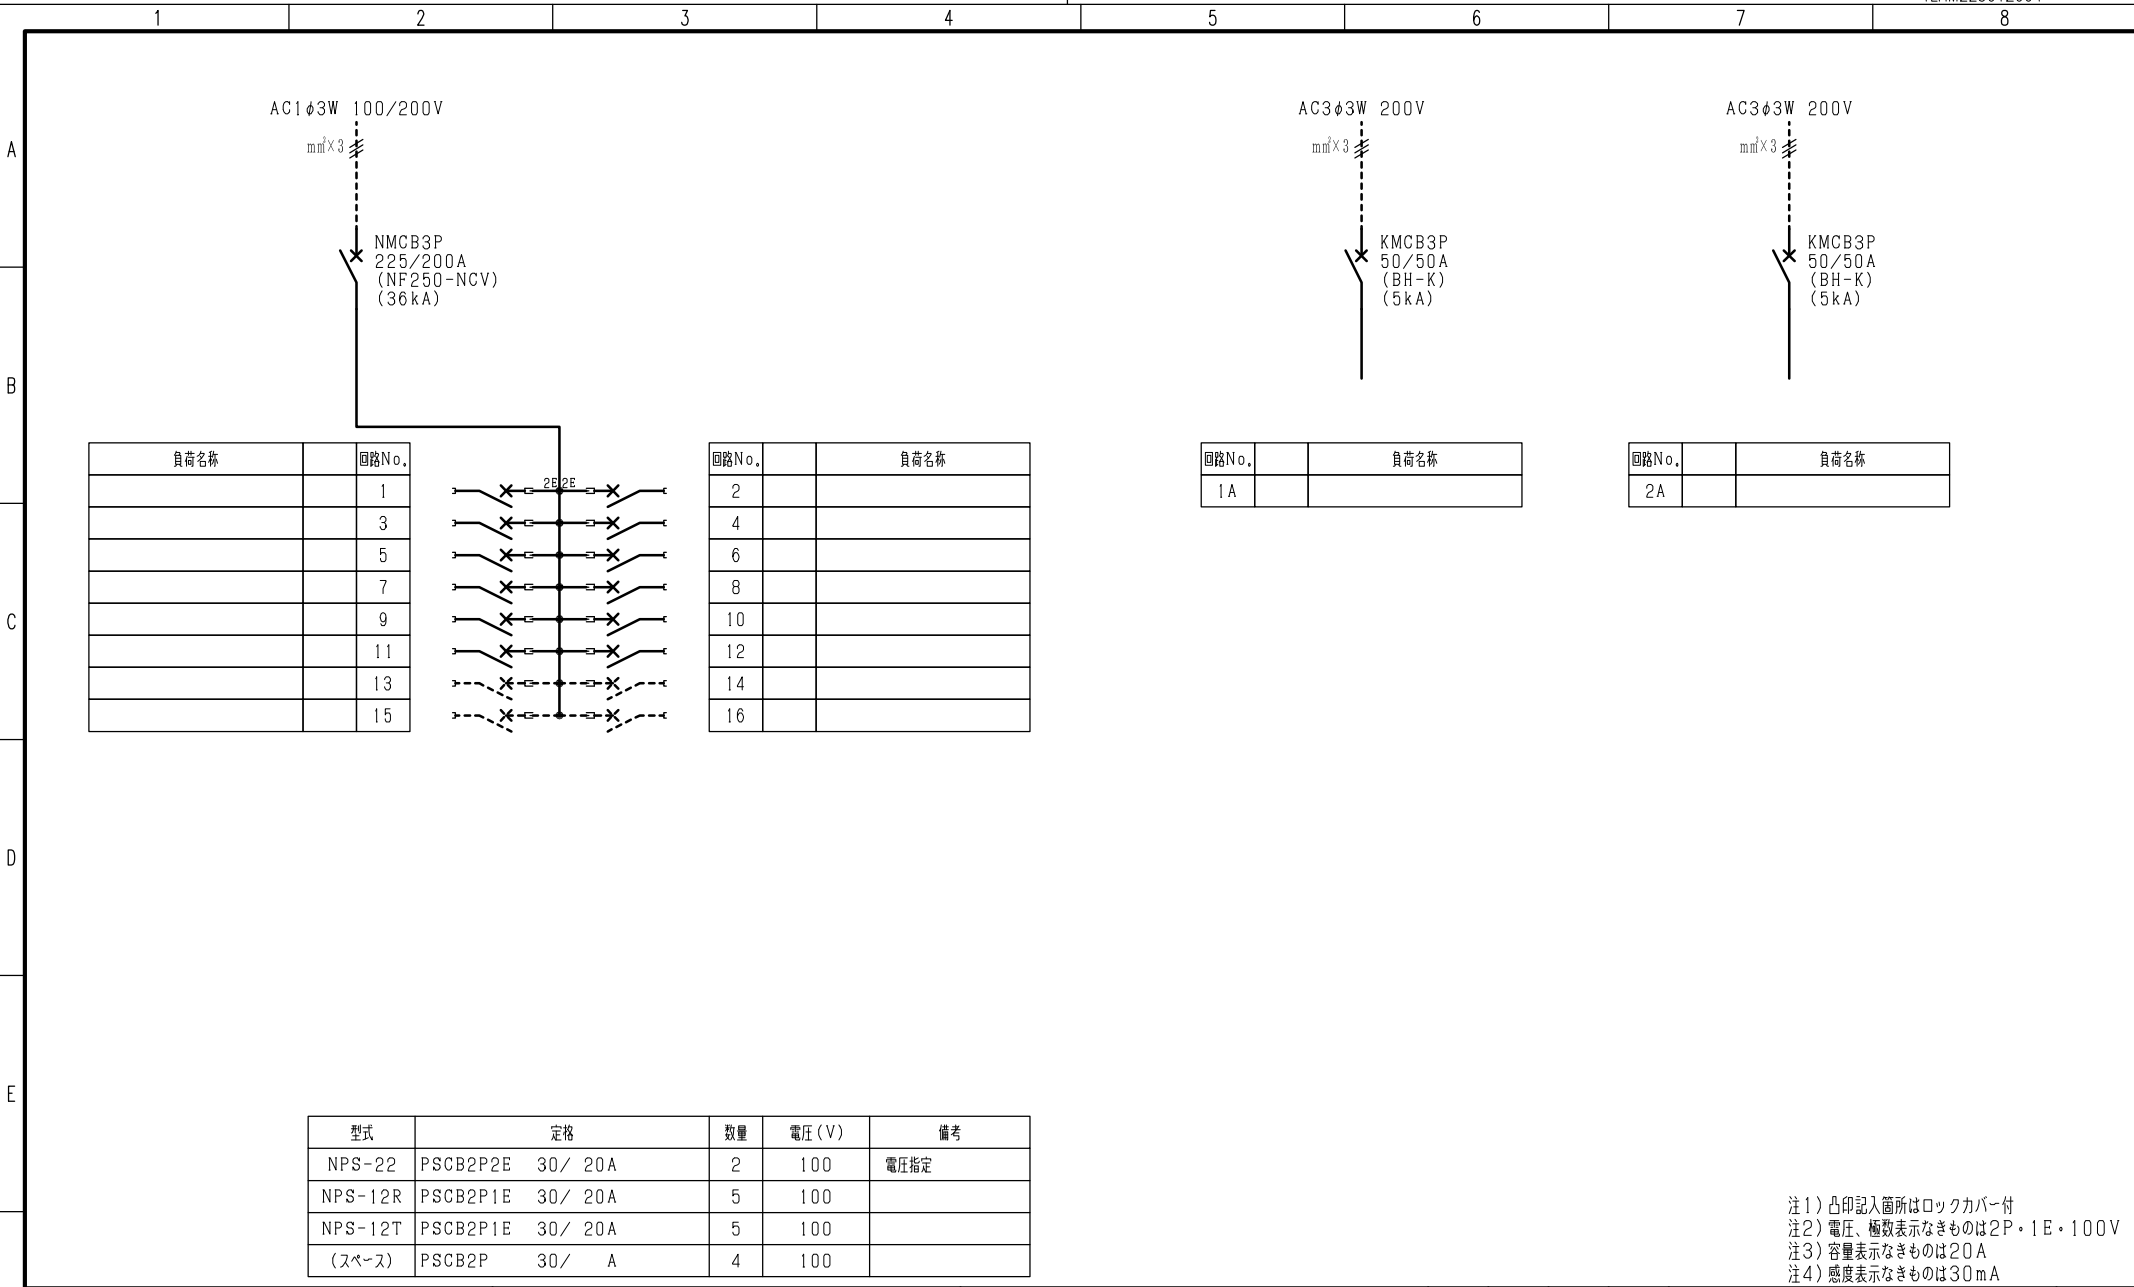 1 2 3 4 5 6 7 8
A
B
C
D
E
AC1φ3W 100/200V
mm²×3
NMCB3P
225/200A
(NF250-NCV)
(36kA)
AC3φ3W 200V
mm²×3
KMCB3P
50/50A
(BH-K)
(5kA)
AC3φ3W 200V
mm²×3
KMCB3P
50/50A
(BH-K)
(5kA)
負荷名称 回路No.
1
3
5
7
9
11
13
15
2E 2E
回路No. 負荷名称
2
4
6
8
10
12
14
16
回路No. 負荷名称
1A
回路No. 負荷名称
2A
型式 定格 数量 電圧(V) 備考
NPS-22 PSCB2P2E 30/ 20A 2 100 電圧指定
NPS-12R PSCB2P1E 30/ 20A 5 100
NPS-12T PSCB2P1E 30/ 20A 5 100
(スペース) PSCB2P 30/ A 4 100
注1)凸印記入箇所はロックカバー付
注2)電圧、極数表示なきものは2P・1E・100V
注3)容量表示なきものは20A
注4)感度表示なきものは30mA